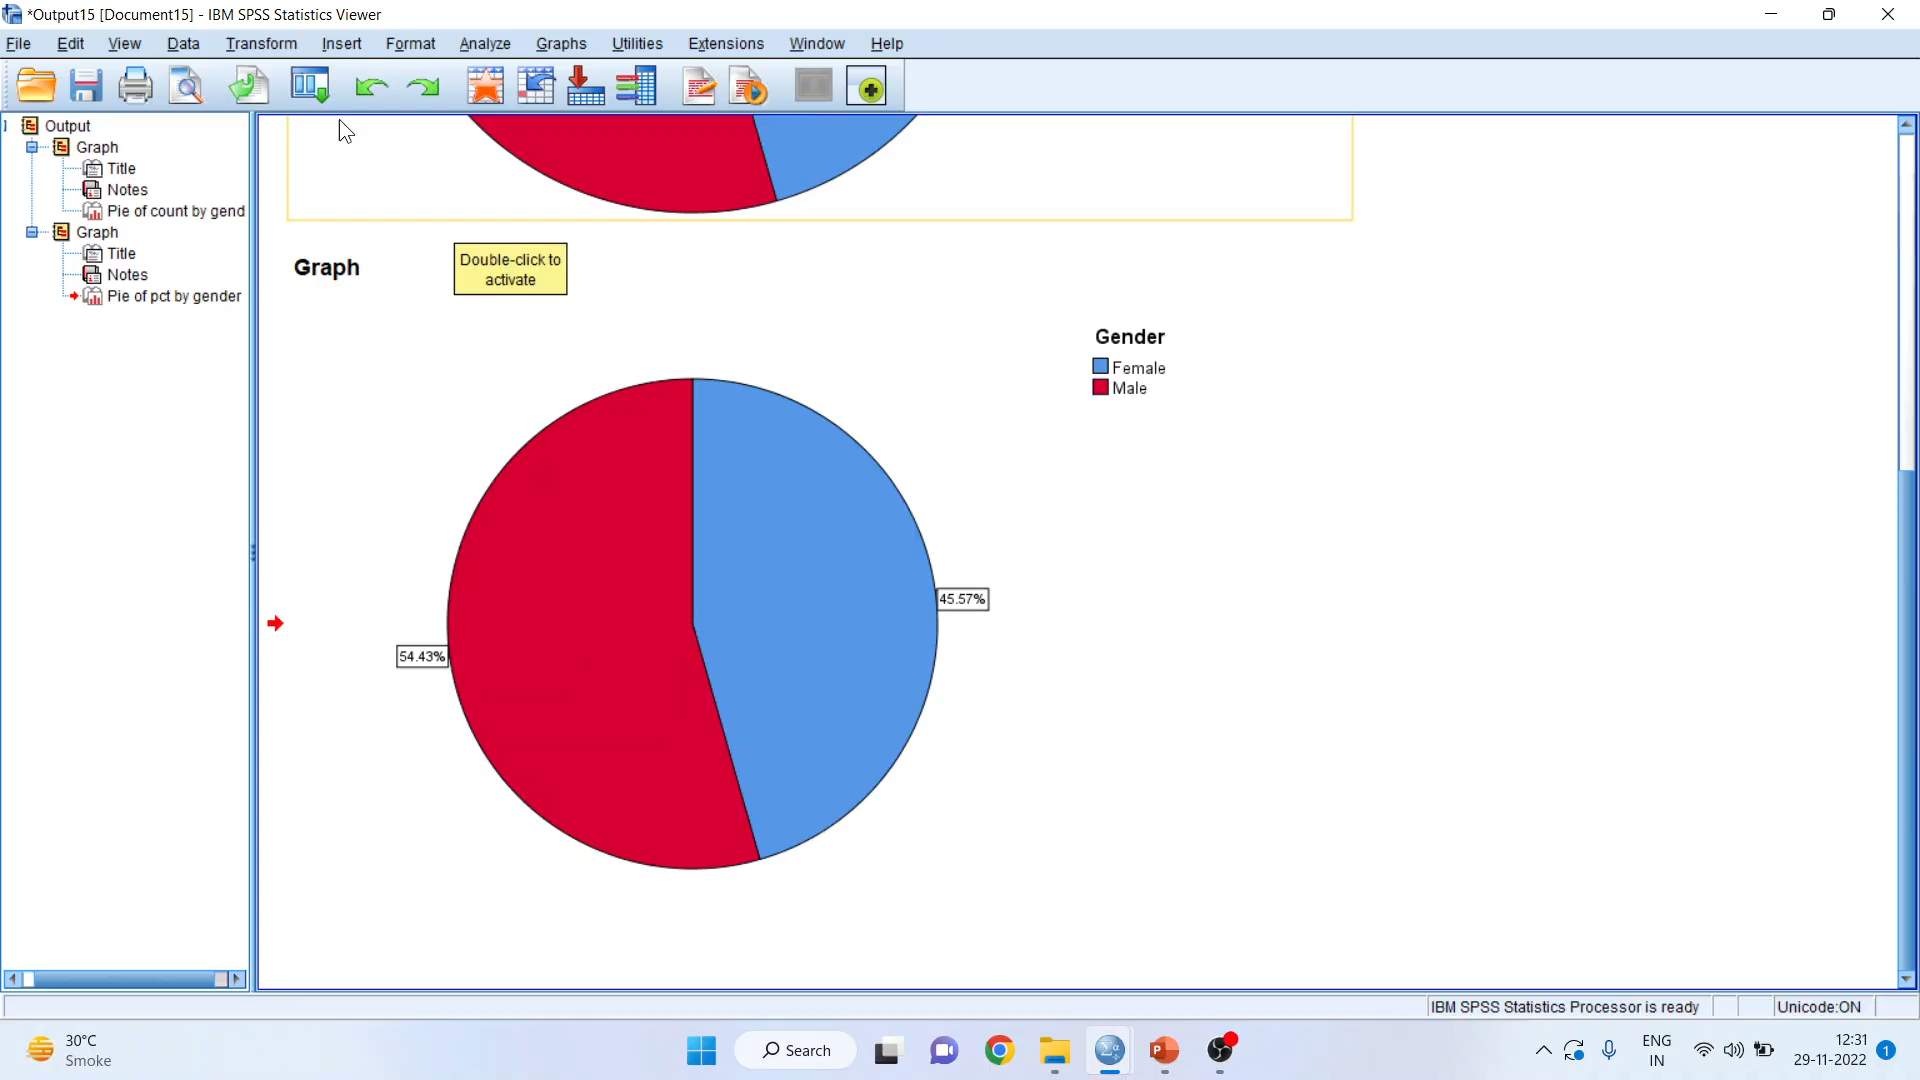 *Output15 [Document15] - IBM SPSS Statistics Viewer
File Edit View Data Transform Insert Format Analyze Graphs Utilities Extensions Window Help
Output
Graph
Title
Notes
Pie of count by gend
Graph
Title
Notes
Pie of pct by gender
Graph
Double-click to
activate
Gender
Female
Male
45.57%
54.43%
IBM SPSS Statistics Processor is ready
Unicode:ON
30°C
Smoke
Search
ENG
IN
12:31
29-11-2022
1